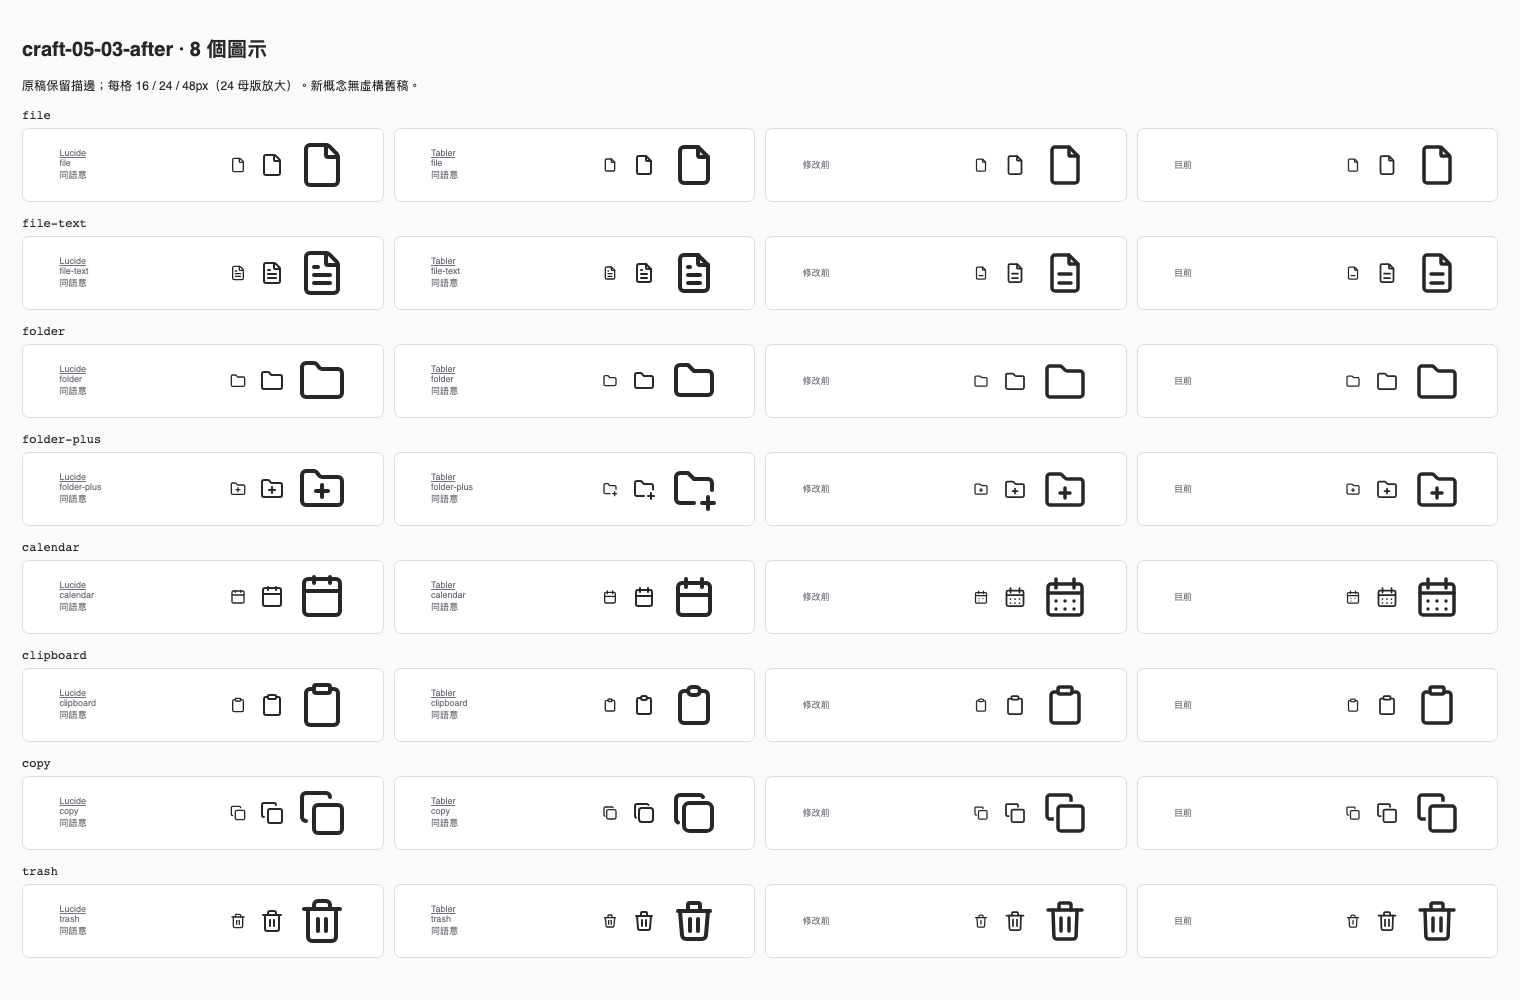 craft-05-03-after · 8 個圖示
原稿保留描邊；每格 16 / 24 / 48px（24 母版放大）。新概念無虛構舊稿。
file
Lucide
file
同語意
Tabler
file
同語意
修改前
目前
file-text
Lucide
file-text
同語意
Tabler
file-text
同語意
修改前
目前
folder
Lucide
folder
同語意
Tabler
folder
同語意
修改前
目前
folder-plus
Lucide
folder-plus
同語意
Tabler
folder-plus
同語意
修改前
目前
calendar
Lucide
calendar
同語意
Tabler
calendar
同語意
修改前
目前
clipboard
Lucide
clipboard
同語意
Tabler
clipboard
同語意
修改前
目前
copy
Lucide
copy
同語意
Tabler
copy
同語意
修改前
目前
trash
Lucide
trash
同語意
Tabler
trash
同語意
修改前
目前